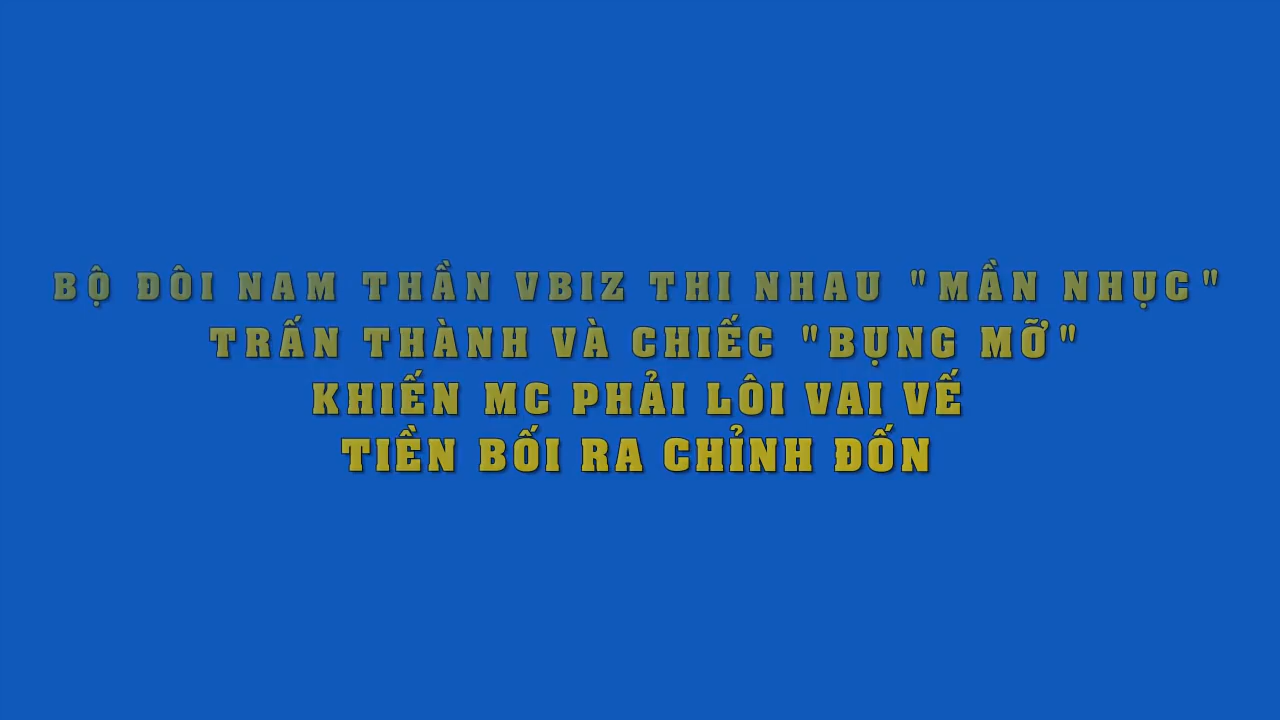 BỘ ĐÔI NAM THẦN VBIZ THI NHAU "MẦN NHỤC"
TRẤN THÀNH VÀ CHIẾC "BỤNG MỠ"
KHIẾN MC PHẢI LÔI VAI VẾ
TIỀN BỐI RA CHỈNH ĐỐN